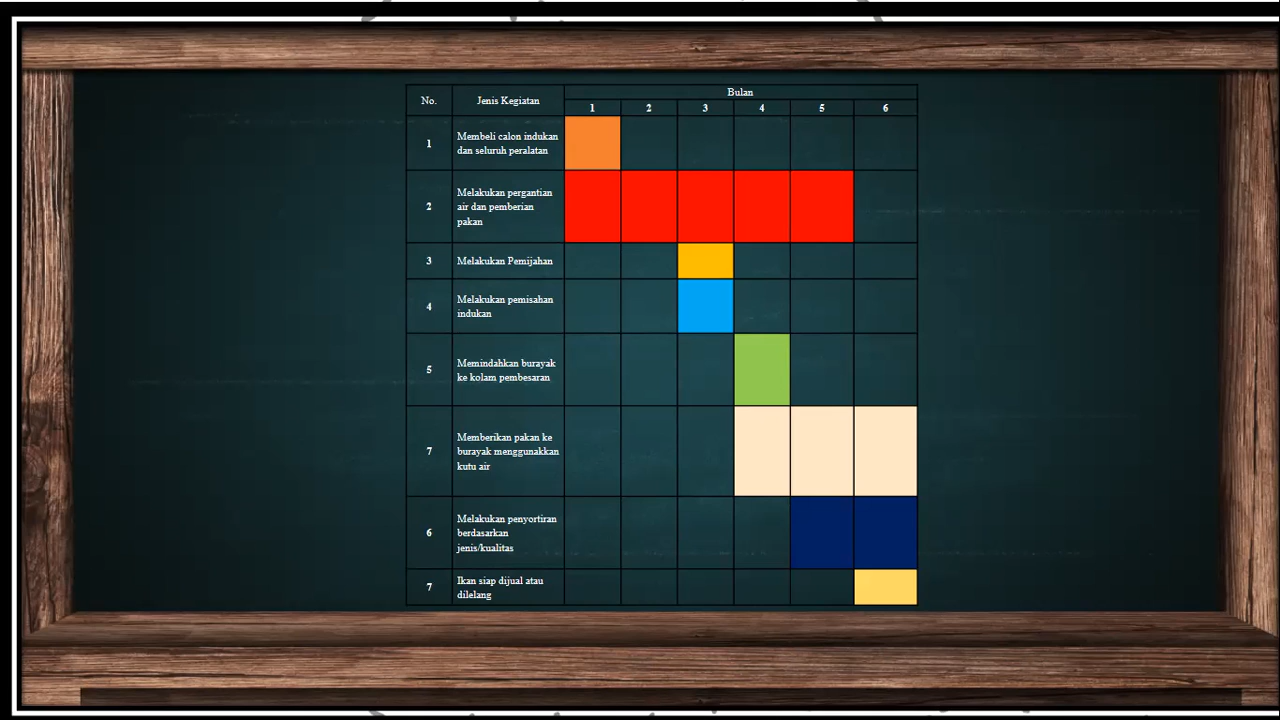 No.
Jenis Kegiatan
Bulan
1 2 3 4 5 6
1
Membeli calon indukan
dan seluruh peralatan
2
Melakukan pergantian
air dan pemberian
pakan
3
Melakukan Pemijahan
4
Melakukan pemisahan
indukan
5
Memindahkan burayak
ke kolam pembesaran
7
Memberikan pakan ke
burayak menggunakkan
kutu air
6
Melakukan penyortiran
berdasarkan
jenis/kualitas
7
Ikan siap dijual atau
dilelang